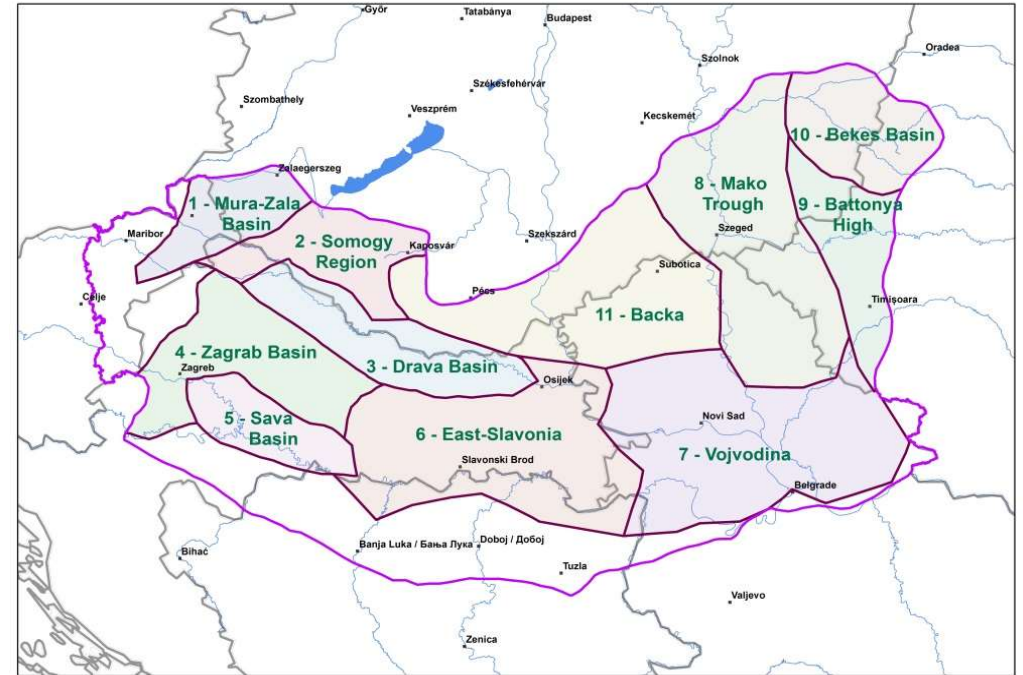 Győr
Tatabánya
Budapest
Oradea
Szolnok
Székesfehérvár
Szombathely
Veszprém
Kecskemét
10 - Bekes Basin
Zalaegerszeg
8 - Mako
Trough
1 - Mura-Zala
Basin
9 - Battonya
High
Maribor
2 - Somogy
Region
Kaposvár
Szekszárd
Szeged
Subotica
Celje
Pécs
Timişoara
11 - Backa
4 - Zagrab Basin
Zagreb
3 - Drava Basin
Osijek
5 - Sava
Basin
6 - East-Slavonia
Novi Sad
7 - Vojvodina
Slavonski Brod
Belgrade
Banja Luka / Бања Лука
Doboj / Добој
Bihać
Tuzla
Valjevo
Zenica